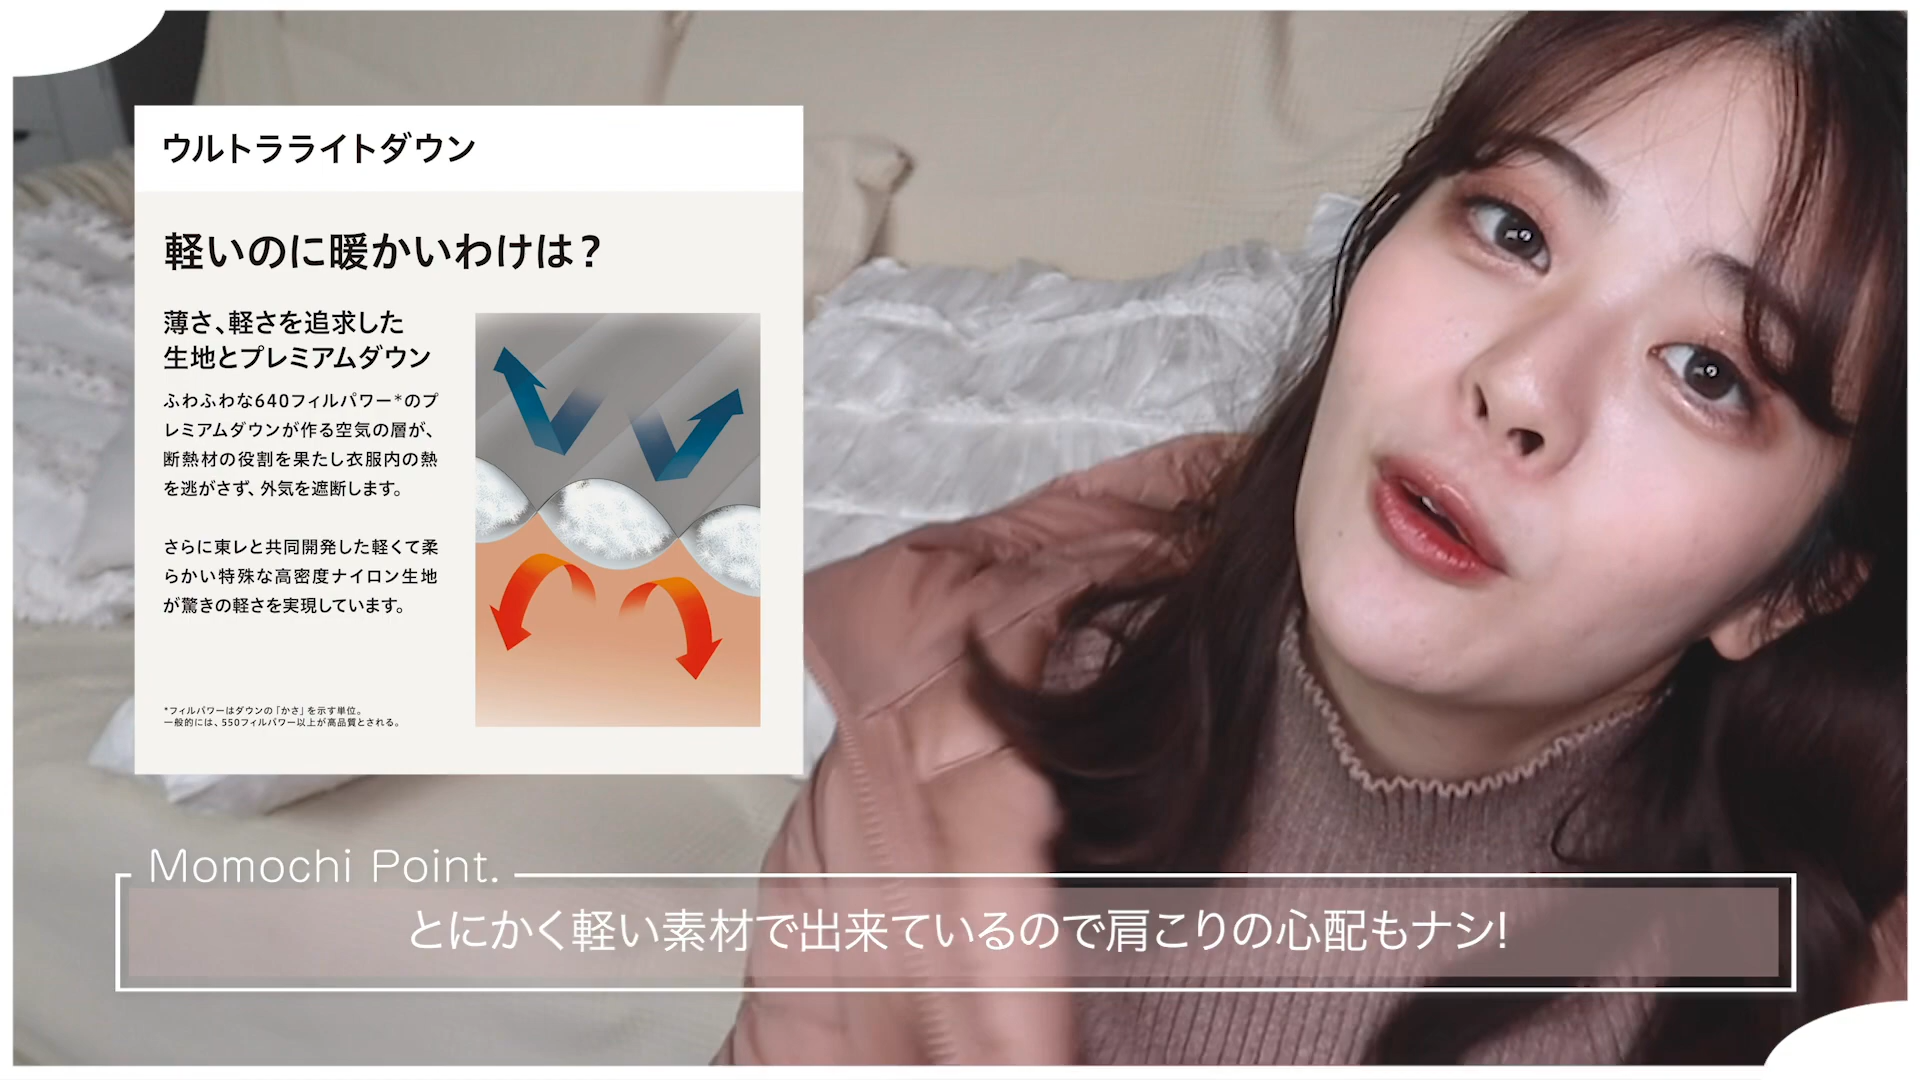 ウルトラライトダウン
軽いのに暖かいわけは？
薄さ、軽さを追求した
生地とプレミアムダウン
ふわふわな640フィルパワー*のプ
レミアムダウンが作る空気の層が、
断熱材の役割を果たし衣服内の熱
を逃がさず、外気を遮断します。
さらに東レと共同開発した軽くて柔
らかい特殊な高密度ナイロン生地
が驚きの軽さを実現しています。
*フィルパワーはダウンの「かさ」を示す単位。
一般的には、550フィルパワー以上が高品質とされる。
Momochi Point.
とにかく軽い素材で出来ているので肩こりの心配もナシ!